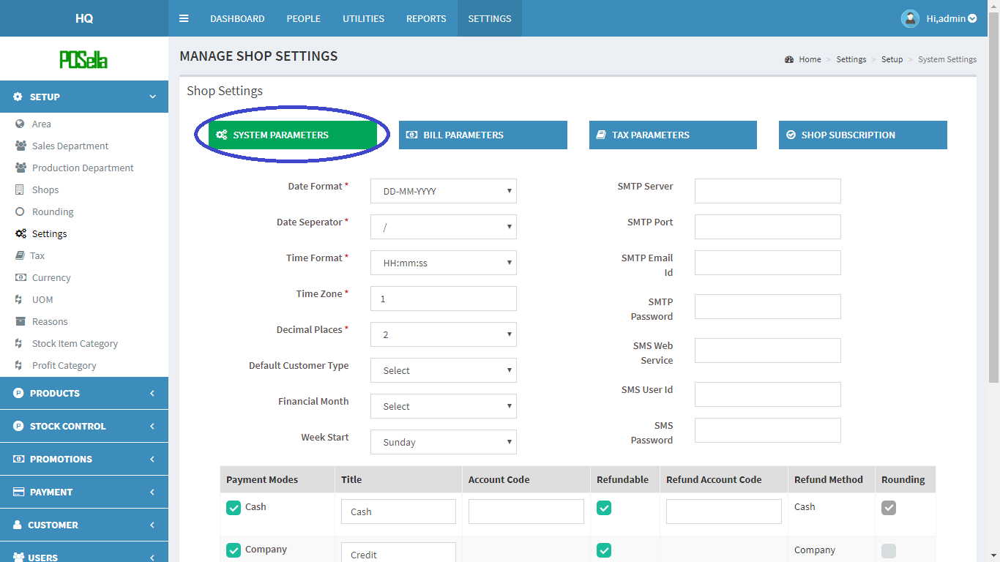 HQ
DASHBOARD PEOPLE UTILITIES REPORTS SETTINGS
Hi,admin
POSella
MANAGE SHOP SETTINGS
Home > Settings > Setup > System Settings
SETUP
Area
Sales Department
Production Department
Shops
Rounding
Settings
Tax
Currency
UOM
Reasons
Stock Item Category
Profit Category
PRODUCTS
STOCK CONTROL
PROMOTIONS
PAYMENT
CUSTOMER
USERS
Shop Settings
SYSTEM PARAMETERS BILL PARAMETERS TAX PARAMETERS SHOP SUBSCRIPTION
Date Format * DD-MM-YYYY
Date Seperator * /
Time Format * HH:mm:ss
Time Zone * 1
Decimal Places * 2
Default Customer Type Select
Financial Month Select
Week Start Sunday
SMTP Server
SMTP Port
SMTP Email
Id
SMTP
Password
SMS Web
Service
SMS User Id
SMS
Password
Payment Modes Title Account Code Refundable Refund Account Code Refund Method Rounding
Cash Cash Cash
Company Credit Company